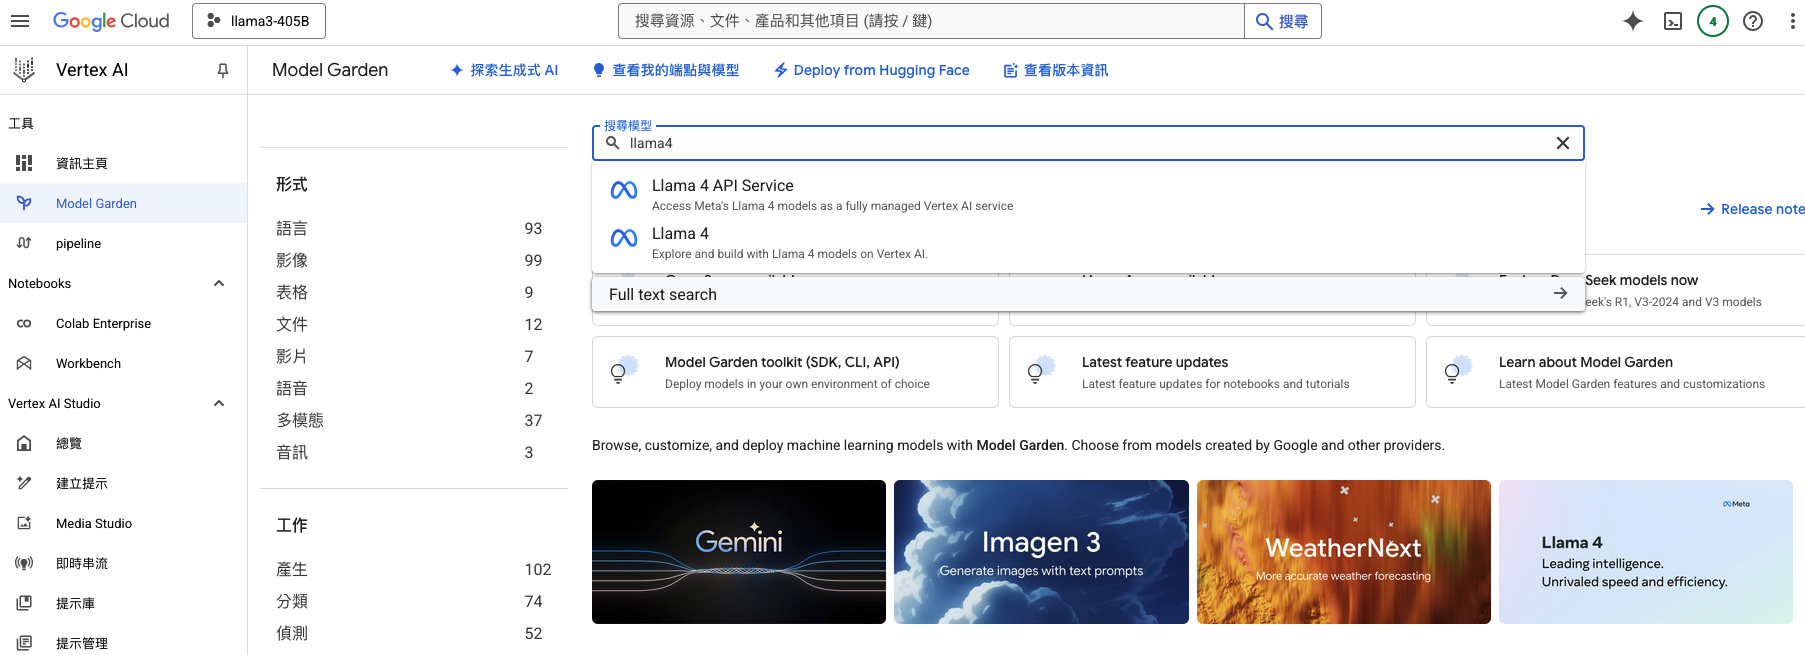 Google Cloud
llama3-405B
搜尋資源、文件、產品和其他項目 (請按 / 鍵)
搜尋
4
Vertex AI
Model Garden
探索生成式 AI
查看我的端點與模型
Deploy from Hugging Face
查看版本資訊
工具
資訊主頁
Model Garden
pipeline
Notebooks
Colab Enterprise
Workbench
Vertex AI Studio
總覽
建立提示
Media Studio
即時串流
提示庫
提示管理
形式
語言 93
影像 99
表格 9
文件 12
影片 7
語音 2
多模態 37
音訊 3
工作
產生 102
分類 74
偵測 52
搜尋模型
llama4
Llama 4 API Service
Access Meta's Llama 4 models as a fully managed Vertex AI service
Llama 4
Explore and build with Llama 4 models on Vertex AI.
Full text search
Release note
Seek models now
eek's R1, V3-2024 and V3 models
Model Garden toolkit (SDK, CLI, API)
Deploy models in your own environment of choice
Latest feature updates
Latest feature updates for notebooks and tutorials
Learn about Model Garden
Latest Model Garden features and customizations
Browse, customize, and deploy machine learning models with Model Garden. Choose from models created by Google and other providers.
Gemini
Imagen 3
Generate images with text prompts
WeatherNext
More accurate weather forecasting
Meta
Llama 4
Leading intelligence.
Unrivaled speed and efficiency.